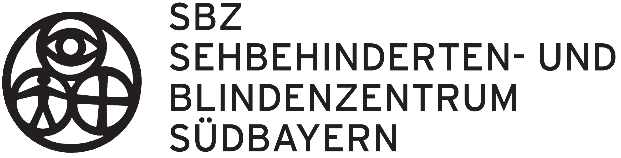 SBZ
SEHBEHINDERTEN- UND
BLINDENZENTRUM
SÜDBAYERN